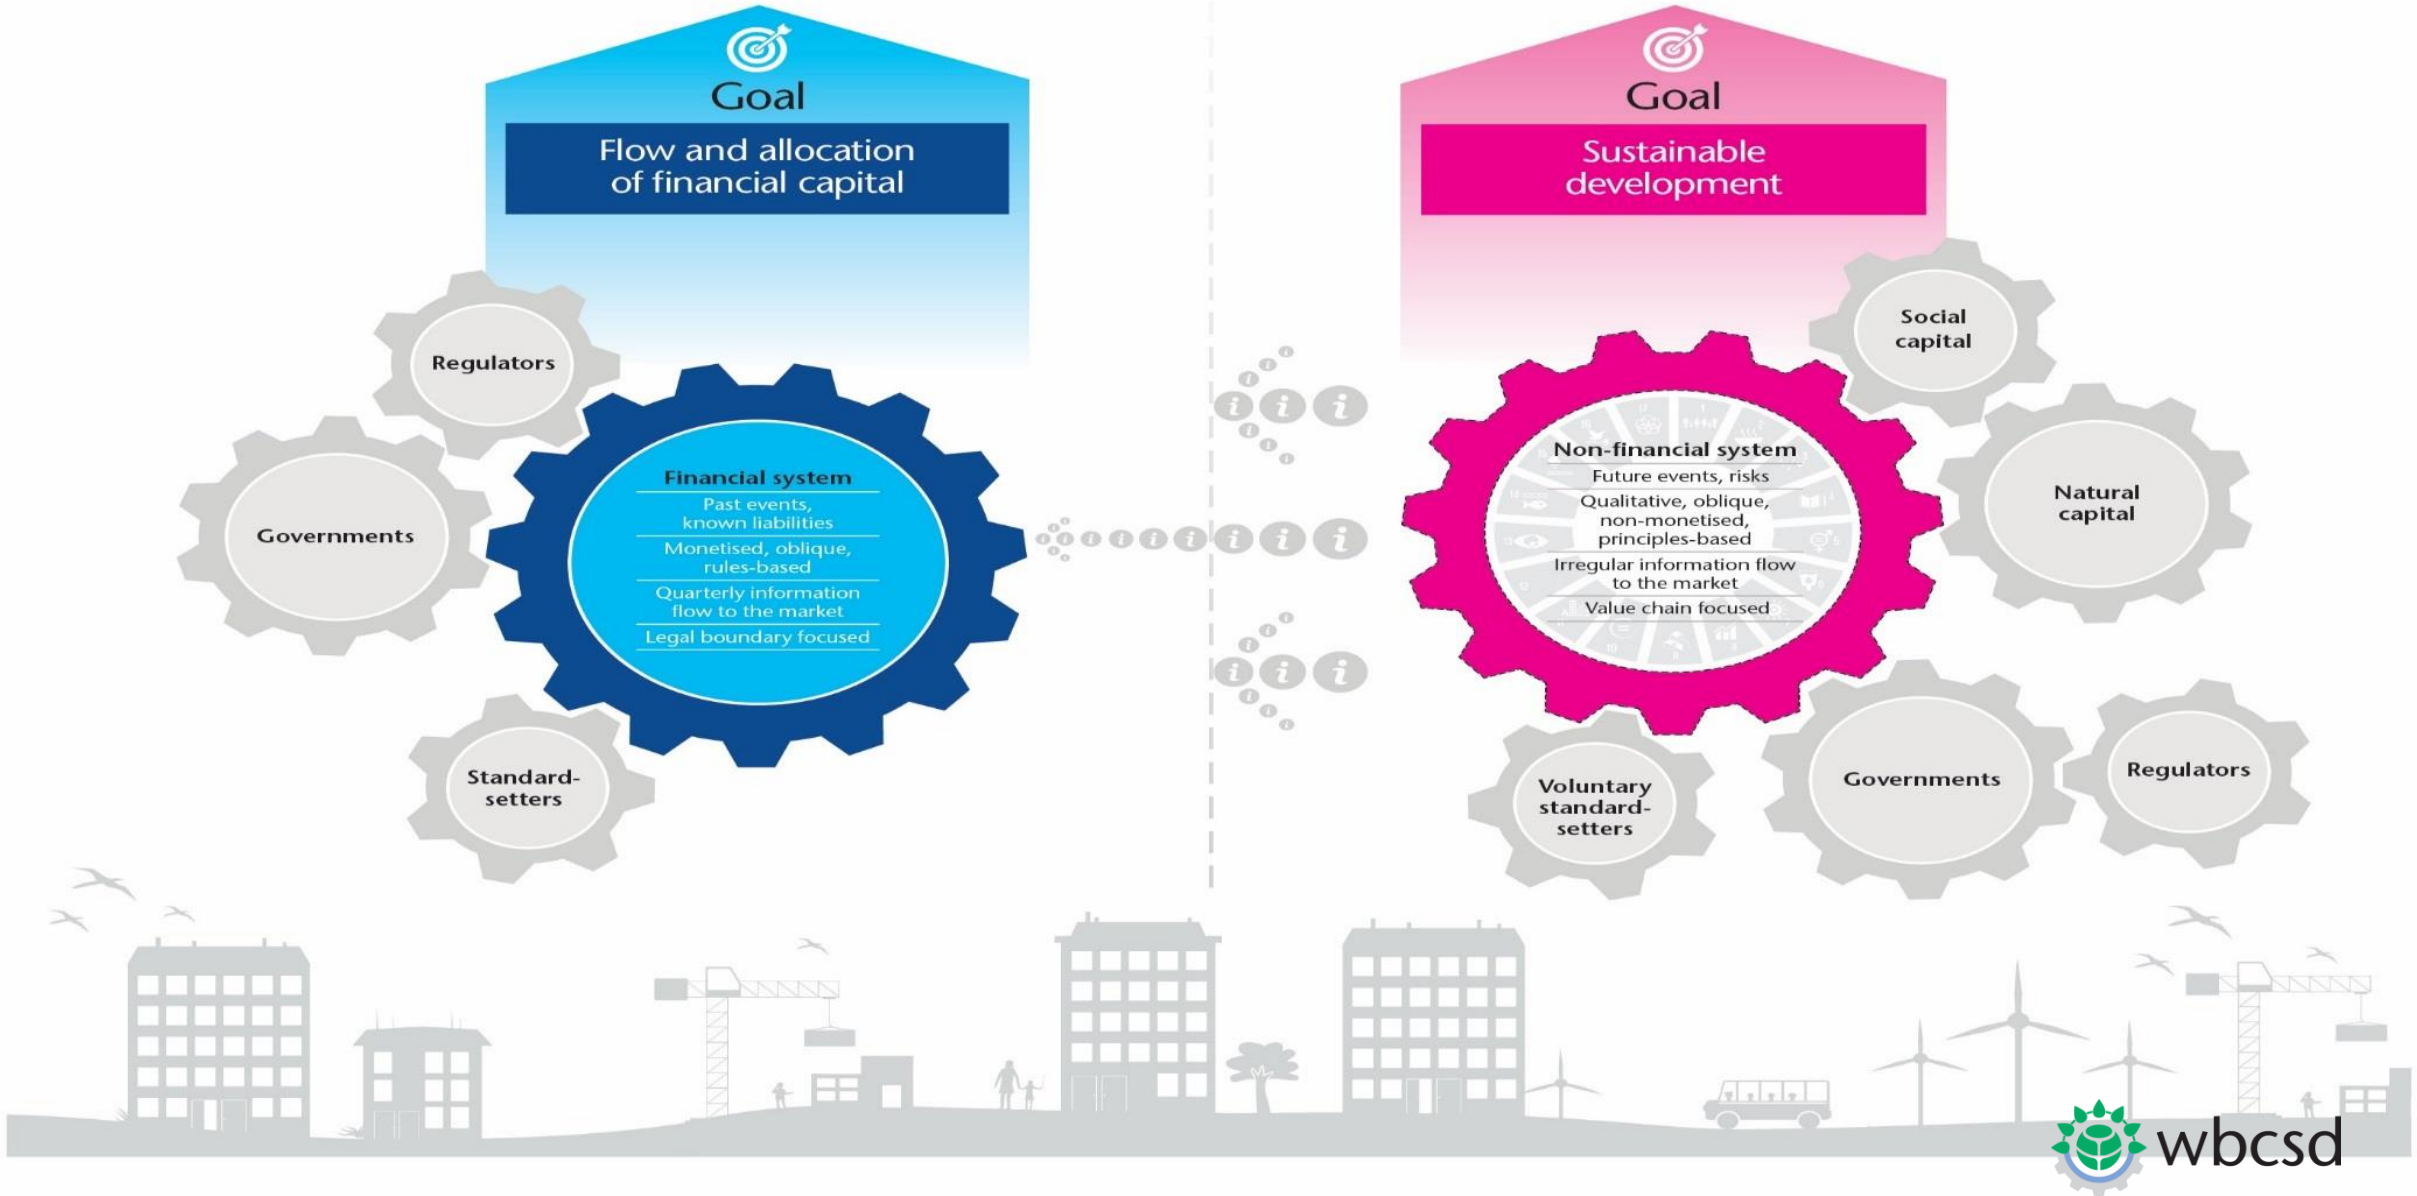 Goal
Flow and allocation
of financial capital
Regulators
Governments
Financial system
Past events,
known liabilities
Monetised, oblique,
rules-based
Quarterly information
flow to the market
Legal boundary focused
Standard-
setters
Goal
Sustainable
development
Social
capital
Natural
capital
Non-financial system
Future events, risks
Qualitative, oblique,
non-monetised,
principles-based
Irregular information flow
to the market
Value chain focused
Voluntary
standard-
setters
Governments
Regulators
wbcsd